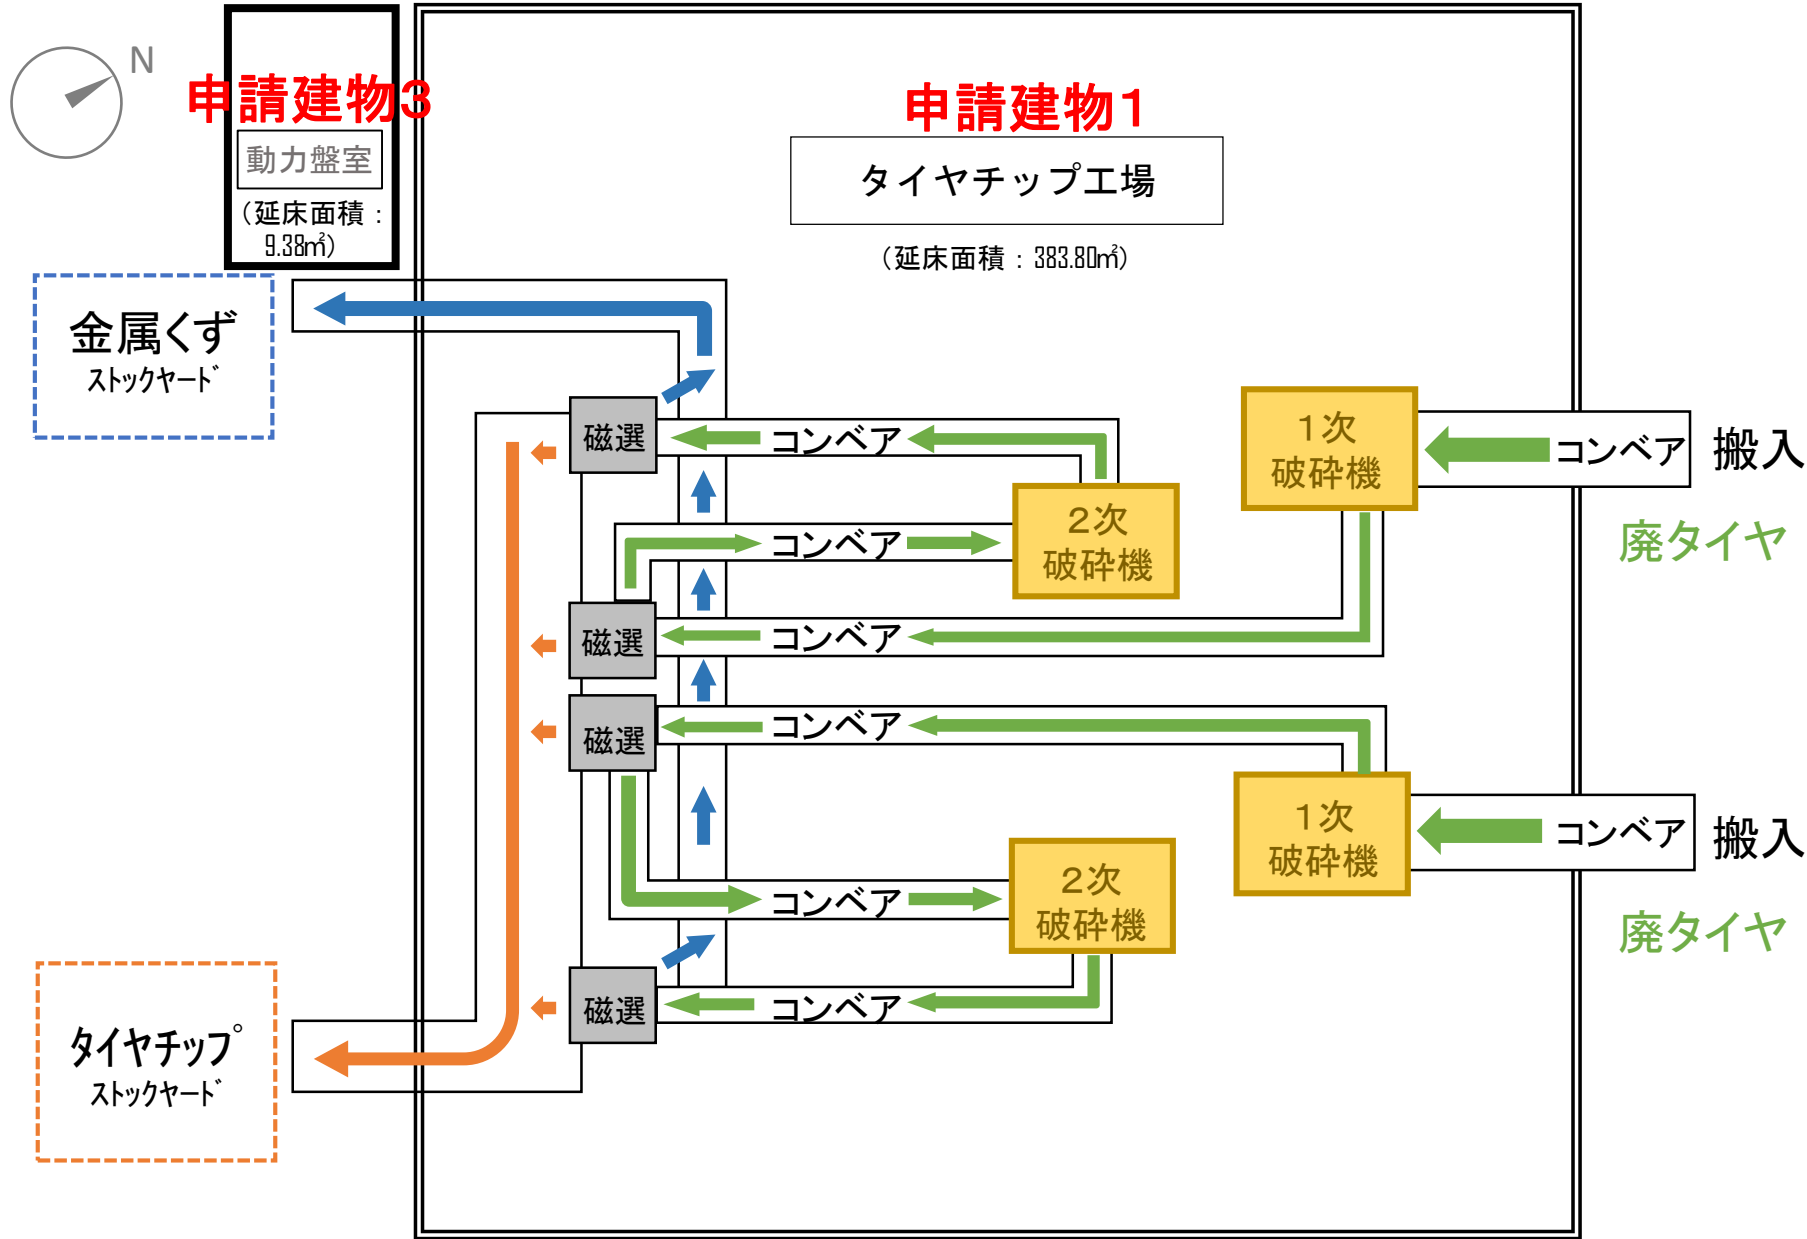 N
申請建物3
動力盤室
（延床面積：
9.38㎡）
申請建物1
タイヤチップ工場
（延床面積：383.80㎡）
金属くず
ストックヤード
磁選
コンベア
1次
破砕機
コンベア
搬入
廃タイヤ
2次
破砕機
コンベア
磁選
コンベア
磁選
コンベア
1次
破砕機
コンベア
搬入
廃タイヤ
2次
破砕機
コンベア
磁選
コンベア
タイヤチップ
ストックヤード